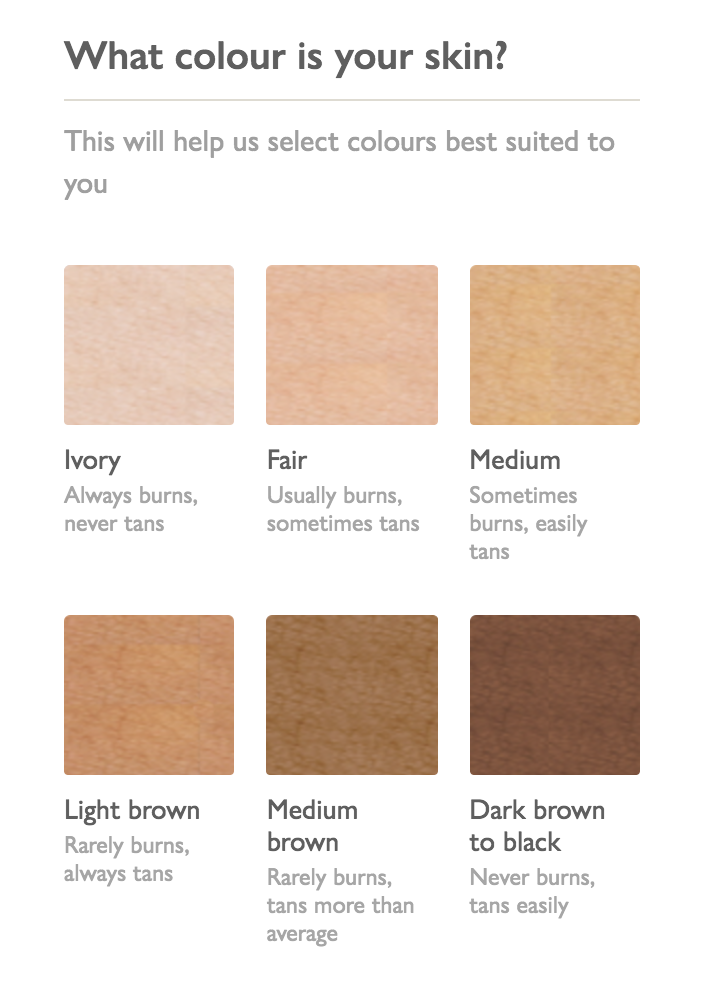 What colour is your skin?
This will help us select colours best suited to
you
Ivory
Always burns,
never tans
Fair
Usually burns,
sometimes tans
Medium
Sometimes
burns, easily
tans
Light brown
Rarely burns,
always tans
Medium
brown
Rarely burns,
tans more than
average
Dark brown
to black
Never burns,
tans easily